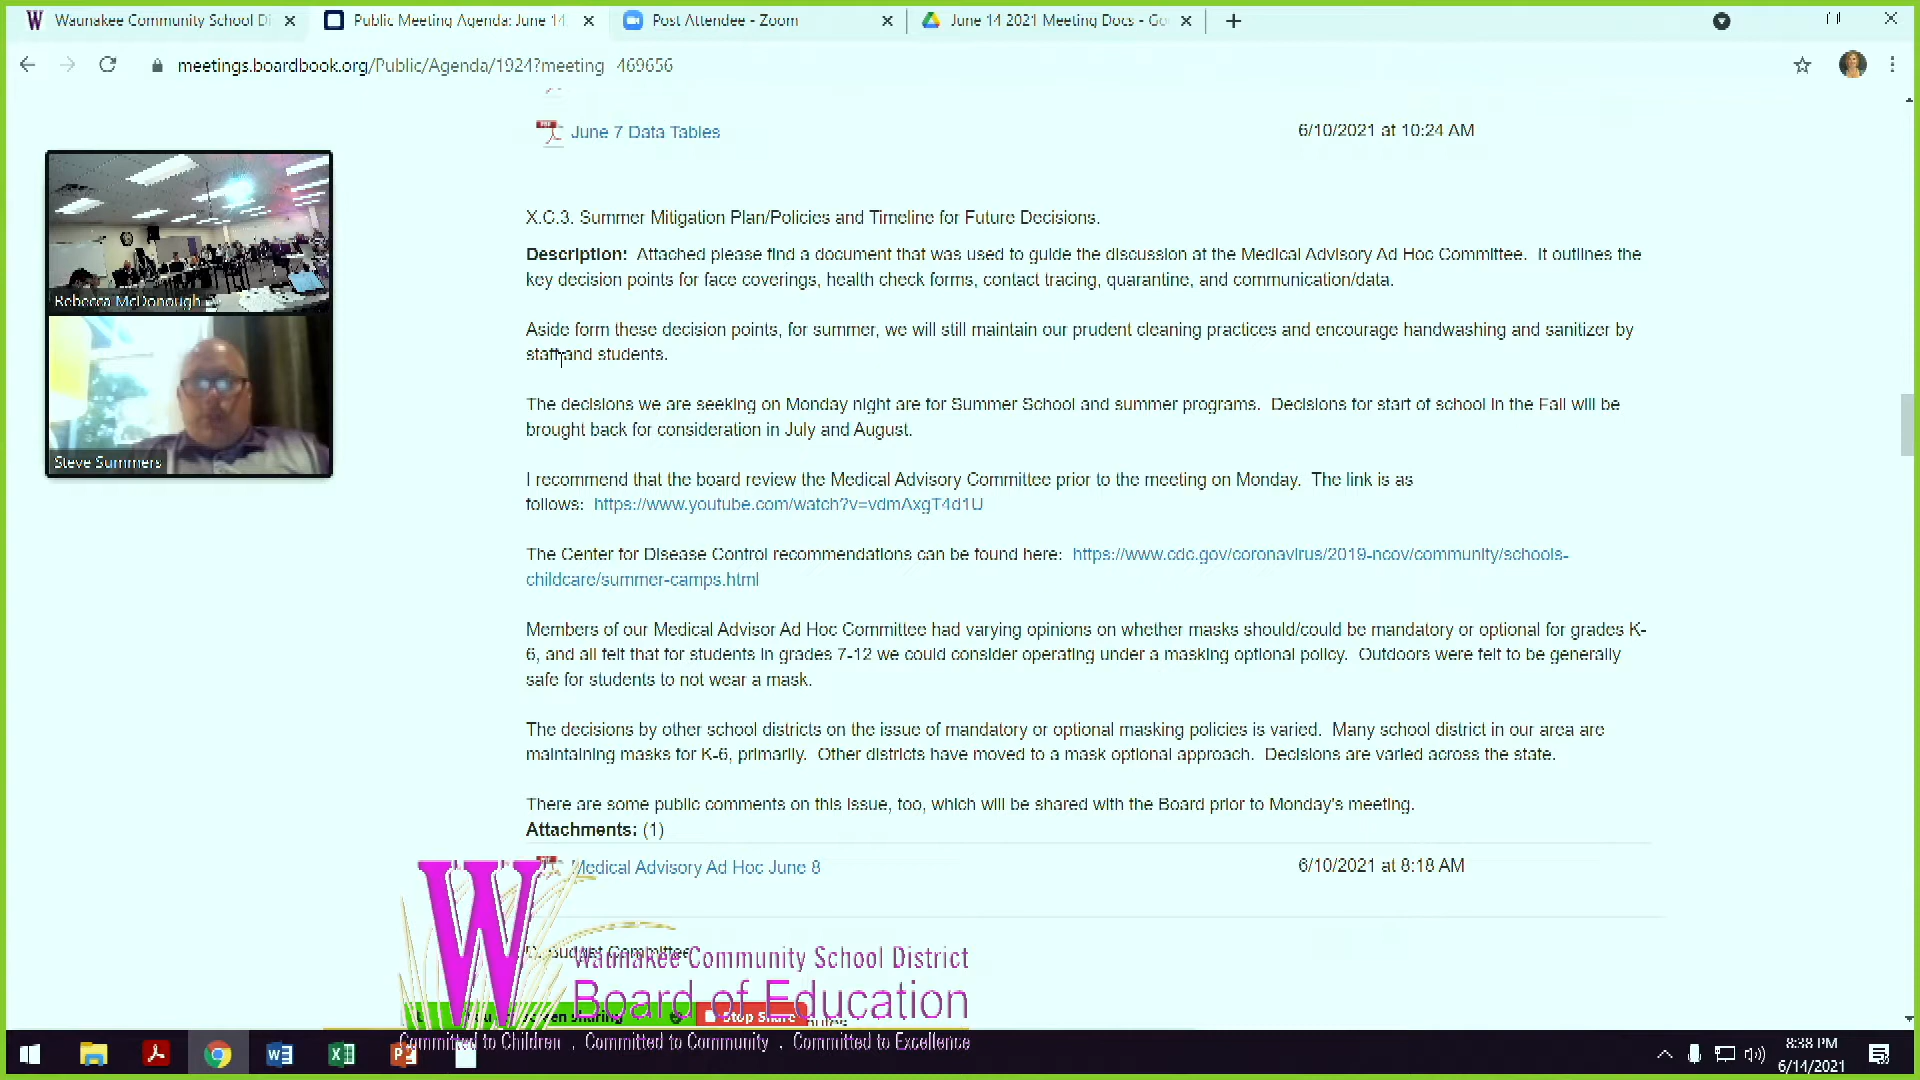 Waunakee Community School Di
Public Meeting Agenda: June 14
Post Attendee - Zoom
June 14 2021 Meeting Docs - Go
meetings.boardbook.org/Public/Agenda/1924?meeting 469656
June 7 Data Tables
6/10/2021 at 10:24 AM
Rebecca McDonough
Steve Summers
X.C.3. Summer Mitigation Plan/Policies and Timeline for Future Decisions.
Description: Attached please find a document that was used to guide the discussion at the Medical Advisory Ad Hoc Committee. It outlines the
key decision points for face coverings, health check forms, contact tracing, quarantine, and communication/data.
Aside form these decision points, for summer, we will still maintain our prudent cleaning practices and encourage handwashing and sanitizer by
staff and students.
The decisions we are seeking on Monday night are for Summer School and summer programs. Decisions for start of school in the Fall will be
brought back for consideration in July and August.
I recommend that the board review the Medical Advisory Committee prior to the meeting on Monday. The link is as
follows: https://www.youtube.com/watch?v=vdmAxgT4d1U
The Center for Disease Control recommendations can be found here: https://www.cdc.gov/coronavirus/2019-ncov/community/schools-
childcare/summer-camps.html
Members of our Medical Advisor Ad Hoc Committee had varying opinions on whether masks should/could be mandatory or optional for grades K-
6, and all felt that for students in grades 7-12 we could consider operating under a masking optional policy. Outdoors were felt to be generally
safe for students to not wear a mask.
The decisions by other school districts on the issue of mandatory or optional masking policies is varied. Many school district in our area are
maintaining masks for K-6, primarily. Other districts have moved to a mask optional approach. Decisions are varied across the state.
There are some public comments on this issue, too, which will be shared with the Board prior to Monday's meeting.
Attachments: (1)
Medical Advisory Ad Hoc June 8
6/10/2021 at 8:18 AM
Budget Committee
W
Waunakee Community School District
Board of Education
screen sharing
Stop Share
Committed to Children . Committed to Community . Committed to Excellence
8:38 PM
6/14/2021